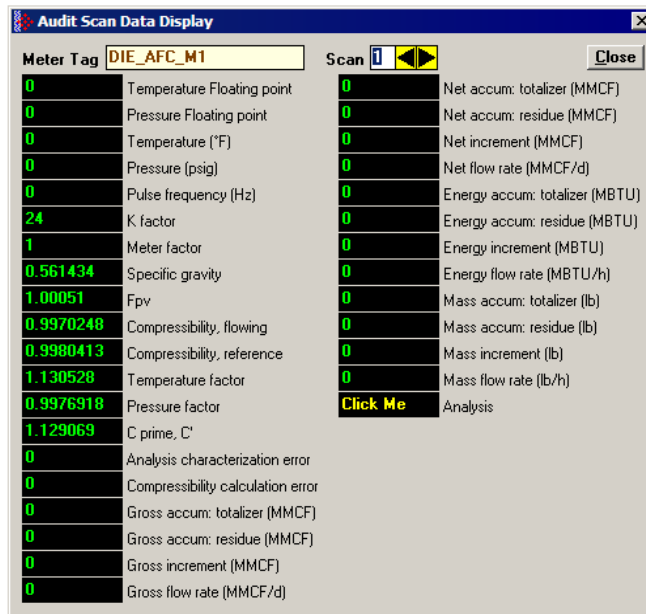 Audit Scan Data Display
Meter Tag DIE_AFC_M1 Scan 1 Close
0 Temperature Floating point
0 Pressure Floating point
0 Temperature (°F)
0 Pressure (psig)
0 Pulse frequency (Hz)
24 K factor
1 Meter factor
0.561434 Specific gravity
1.00051 Fpv
0.9970248 Compressibility, flowing
0.9980413 Compressibility, reference
1.130528 Temperature factor
0.9976918 Pressure factor
1.129069 C prime, C'
0 Analysis characterization error
0 Compressibility calculation error
0 Gross accum: totalizer (MMCF)
0 Gross accum: residue (MMCF)
0 Gross increment (MMCF)
0 Gross flow rate (MMCF/d)
0 Net accum: totalizer (MMCF)
0 Net accum: residue (MMCF)
0 Net increment (MMCF)
0 Net flow rate (MMCF/d)
0 Energy accum: totalizer (MBTU)
0 Energy accum: residue (MBTU)
0 Energy increment (MBTU)
0 Energy flow rate (MBTU/h)
0 Mass accum: totalizer (lb)
0 Mass accum: residue (lb)
0 Mass increment (lb)
0 Mass flow rate (lb/h)
Click Me Analysis